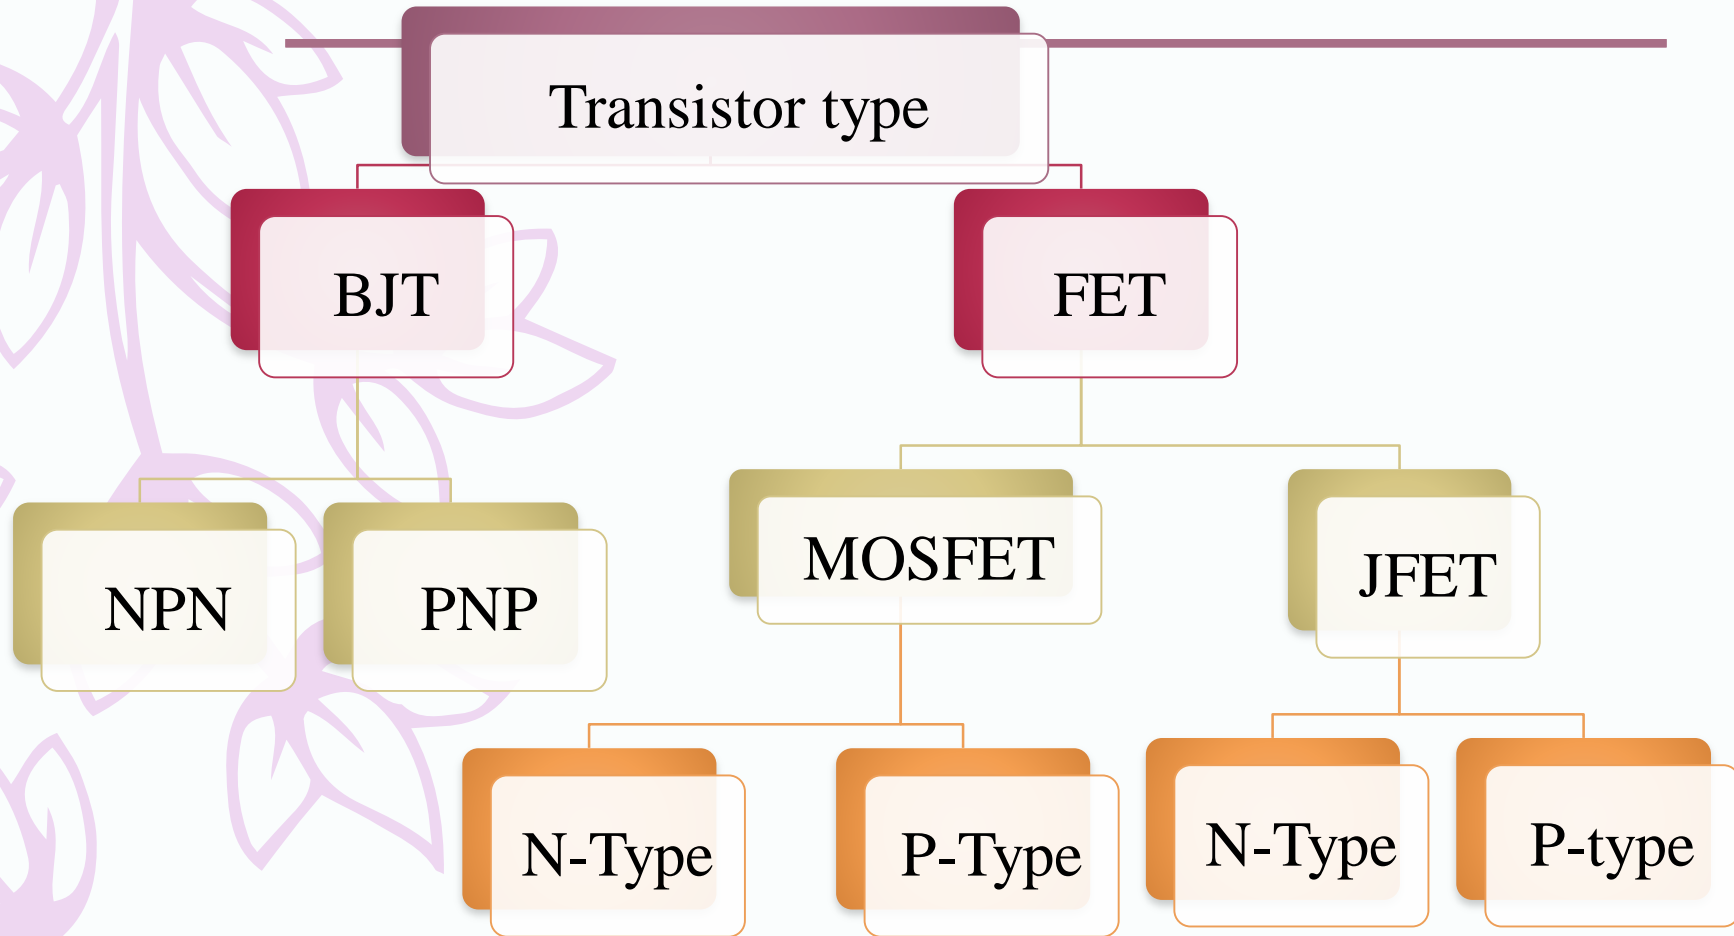 Transistor type
BJT
FET
NPN
PNP
MOSFET
JFET
N-Type
P-Type
N-Type
P-type